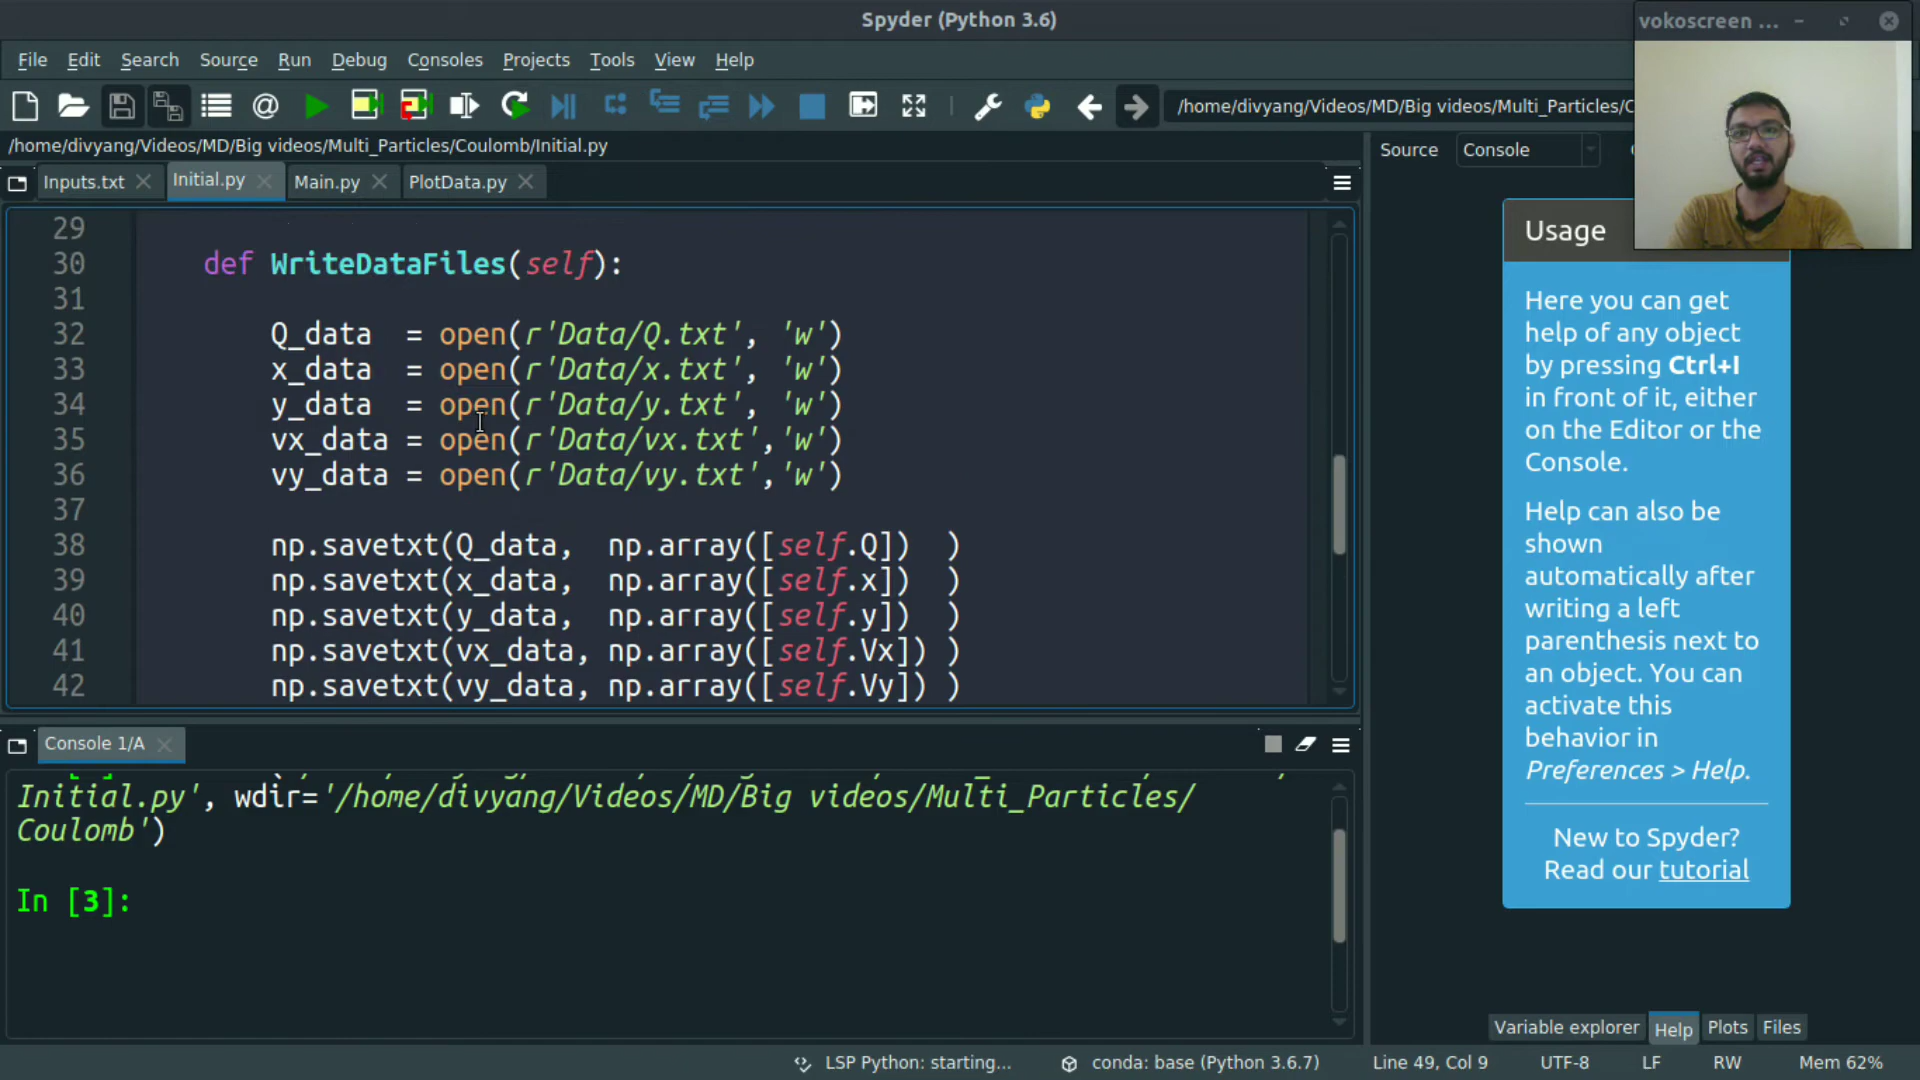 Spyder (Python 3.6)
vokoscreen ...
File Edit Search Source Run Debug Consoles Projects Tools View Help
/home/divyang/Videos/MD/Big videos/Multi_Particles/C
/home/divyang/Videos/MD/Big videos/Multi_Particles/Coulomb/Initial.py
Source Console
Inputs.txt Initial.py Main.py PlotData.py
29
30 def WriteDataFiles(self):
31
32 Q_data = open(r'Data/Q.txt', 'w')
33 x_data = open(r'Data/x.txt', 'w')
34 y_data = open(r'Data/y.txt', 'w')
35 vx_data = open(r'Data/vx.txt','w')
36 vy_data = open(r'Data/vy.txt','w')
37
38 np.savetxt(Q_data, np.array([self.Q]) )
39 np.savetxt(x_data, np.array([self.x]) )
40 np.savetxt(y_data, np.array([self.y]) )
41 np.savetxt(vx_data, np.array([self.Vx]) )
42 np.savetxt(vy_data, np.array([self.Vy]) )
Usage
Here you can get
help of any object
by pressing Ctrl+I
in front of it, either
on the Editor or the
Console.
Help can also be
shown
automatically after
writing a left
parenthesis next to
an object. You can
activate this
behavior in
Preferences > Help.
New to Spyder?
Read our tutorial
Console 1/A
Initial.py', wdir='/home/divyang/Videos/MD/Big videos/Multi_Particles/
Coulomb')
In [3]:
Variable explorer Help Plots Files
LSP Python: starting... conda: base (Python 3.6.7) Line 49, Col 9 UTF-8 LF RW Mem 62%